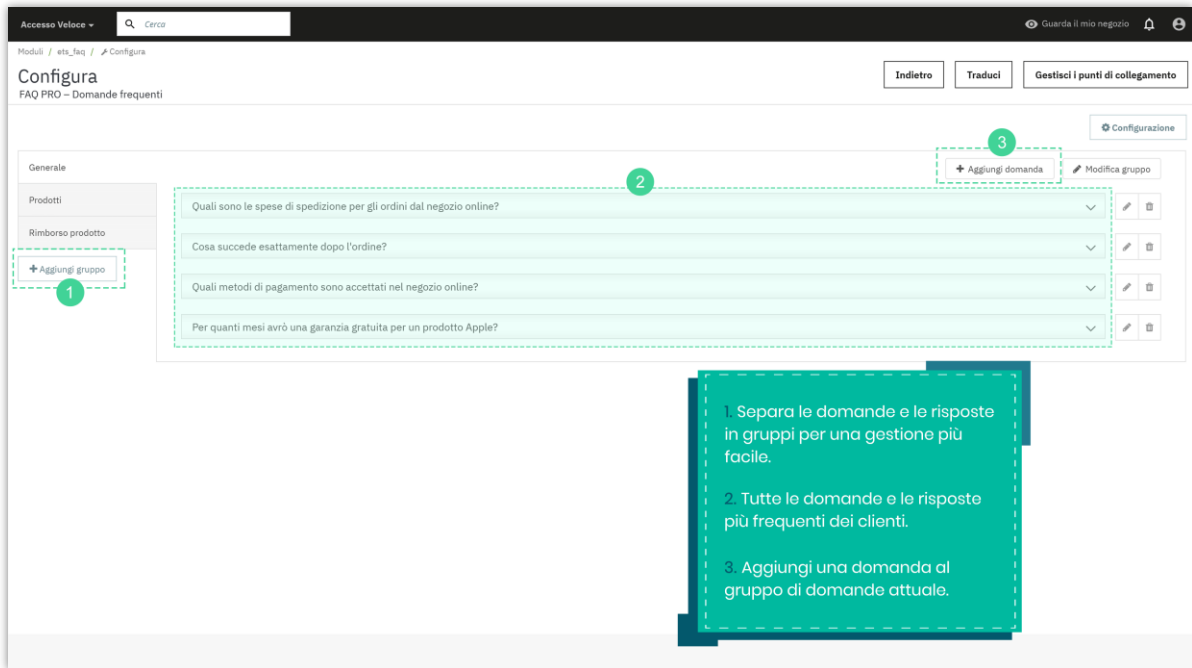 Accesso Veloce
Cerca
Guarda il mio negozio
Moduli / ets_faq / Configura
Configura
FAQ PRO – Domande frequenti
Indietro
Traduci
Gestisci i punti di collegamento
Configurazione
3
Generale
+ Aggiungi domanda
Modifica gruppo
2
Prodotti
Quali sono le spese di spedizione per gli ordini dal negozio online?
Rimborso prodotto
Cosa succede esattamente dopo l'ordine?
+ Aggiungi gruppo
1
Quali metodi di pagamento sono accettati nel negozio online?
Per quanti mesi avrò una garanzia gratuita per un prodotto Apple?
1. Separa le domande e le risposte
in gruppi per una gestione più
facile.
2. Tutte le domande e le risposte
più frequenti dei clienti.
3. Aggiungi una domanda al
gruppo di domande attuale.